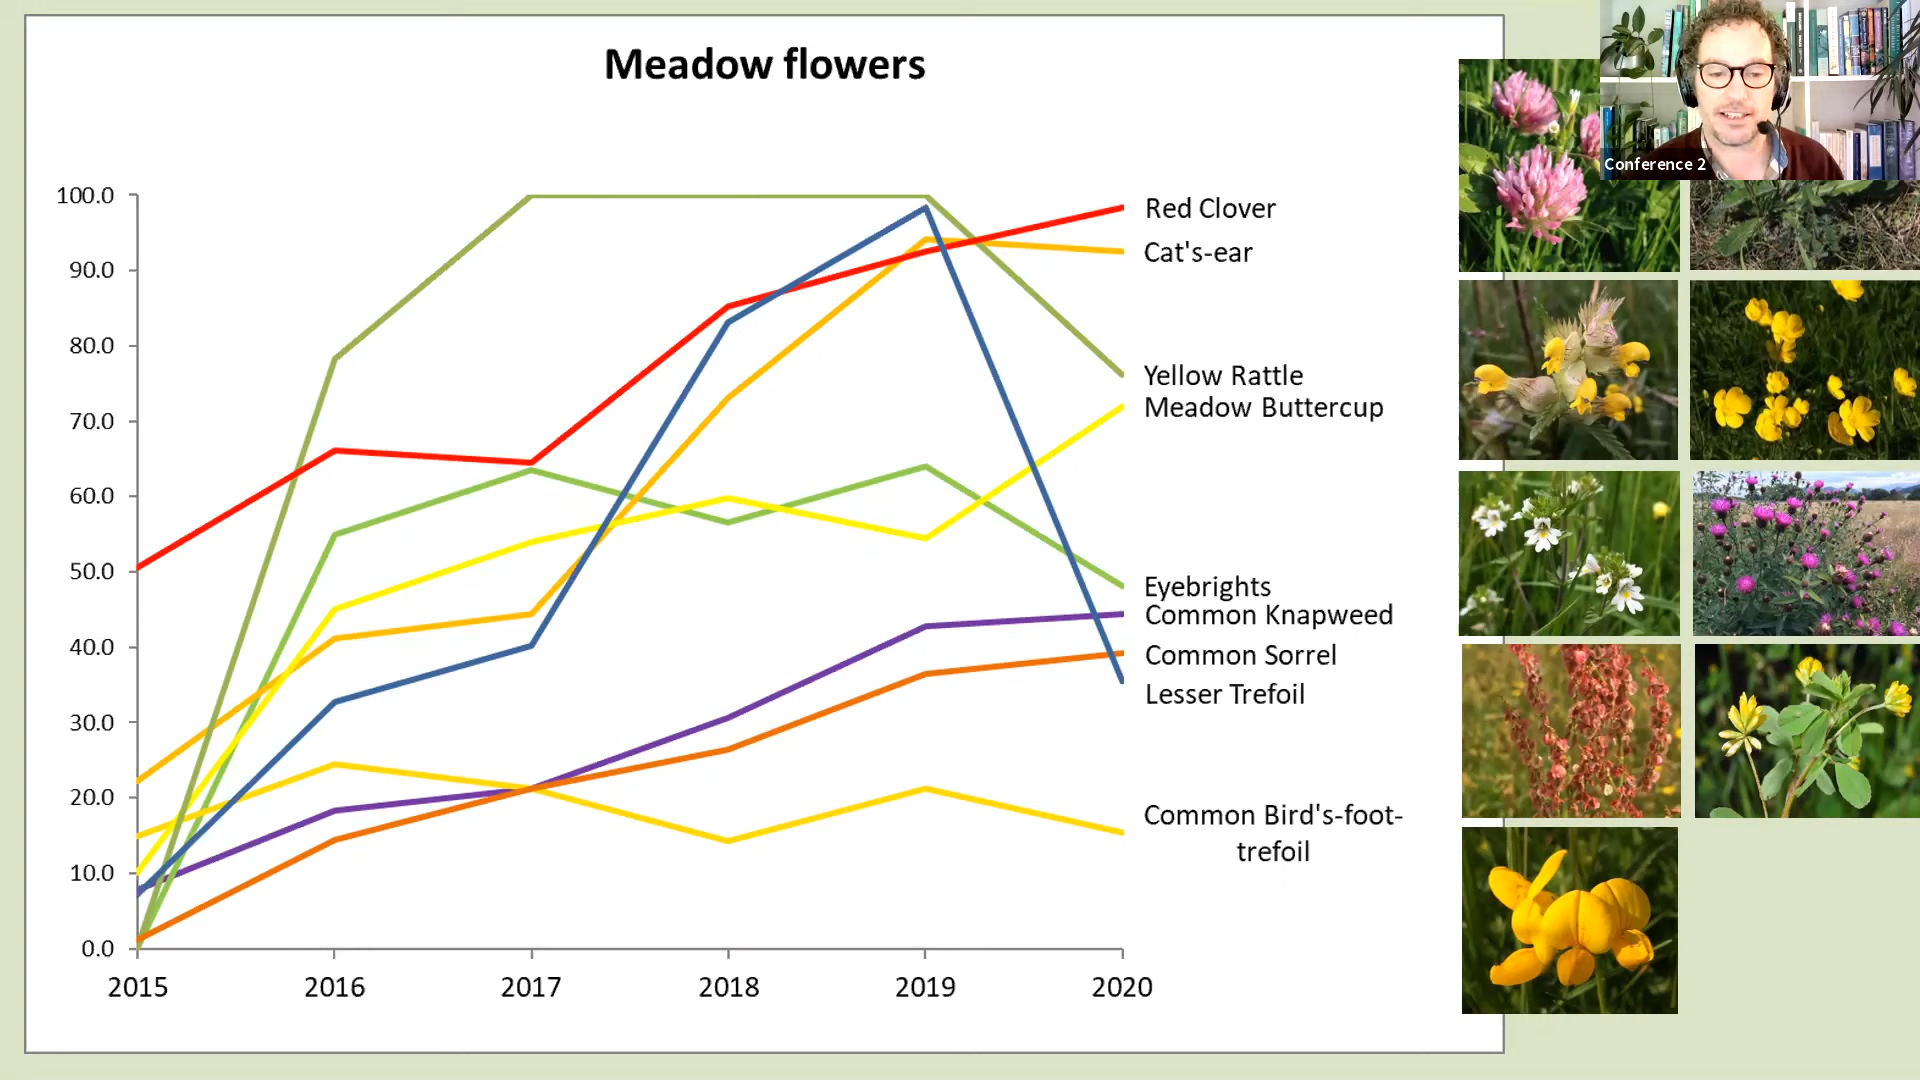 Meadow flowers
Conference 2
100.0
90.0
80.0
70.0
60.0
50.0
40.0
30.0
20.0
10.0
0.0
2015
2016
2017
2018
2019
2020
Red Clover
Cat's-ear
Yellow Rattle
Meadow Buttercup
Eyebrights
Common Knapweed
Common Sorrel
Lesser Trefoil
Common Bird's-foot-
trefoil